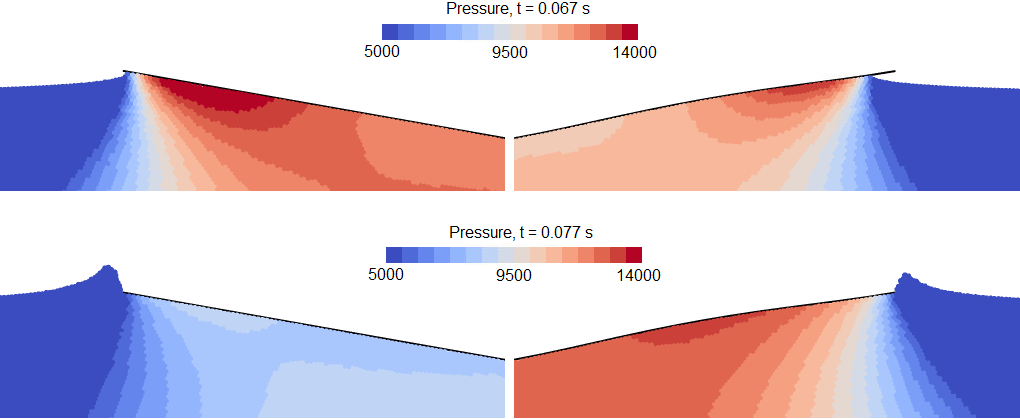 Pressure, t = 0.067 s
5000 9500 14000
Pressure, t = 0.077 s
5000 9500 14000